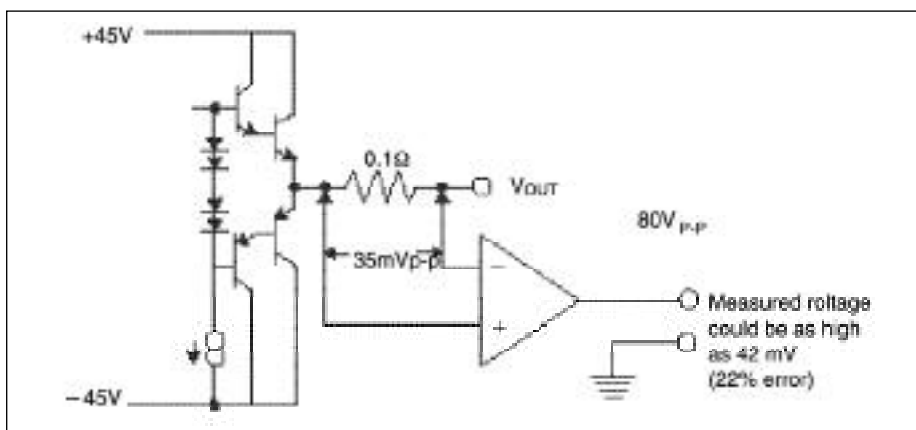 +45V
0.1Ω
VOUT
80VP-P
35mVp-p
−
+
Measured roltage
could be as high
as 42 mV
(22% error)
−45V